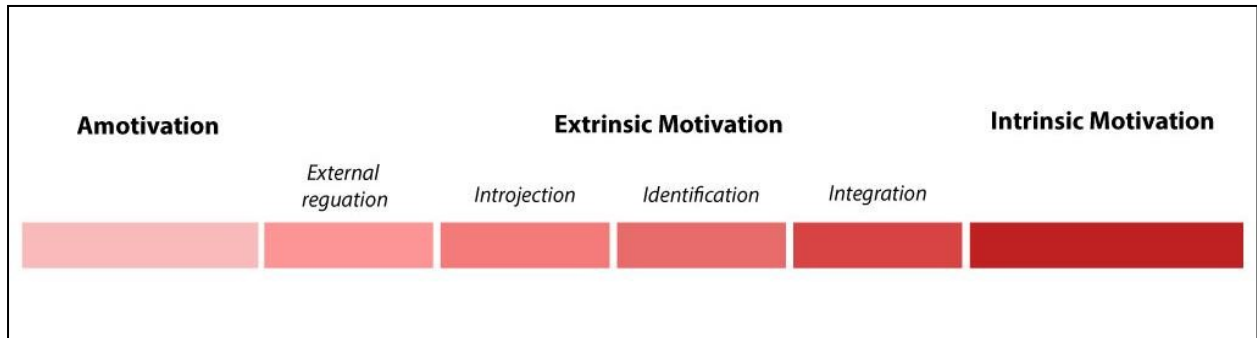 Amotivation
Extrinsic Motivation
Intrinsic Motivation
External
reguation
Introjection
Identification
Integration